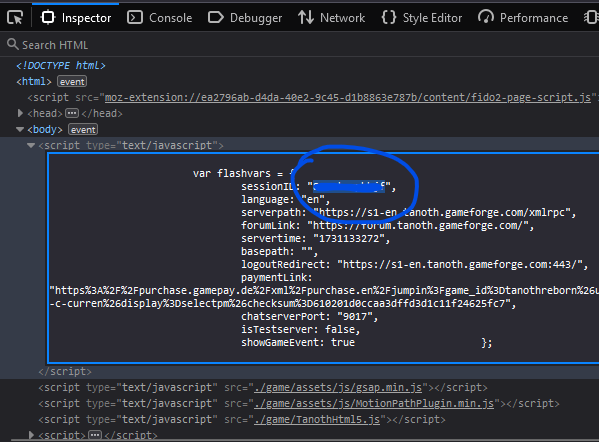 Inspector Console Debugger Network Style Editor Performance
Search HTML
<!DOCTYPE html>
<html> event
<script src="moz-extension://ea2796ab-d4da-40e2-9c45-d1b8863e787b/content/fido2-page-script.js"
<head> ··· </head>
<body> event
<script type="text/javascript">
var flashvars = {
sessionID: "
language: "en",
serverpath: "https://s1-en.tanoth.gameforge.com/xmlrpc",
forumLink: "https://forum.tanoth.gameforge.com/",
servertime: "1731133272",
basepath: "",
logoutRedirect: "https://s1-en.tanoth.gameforge.com:443/",
paymentLink:
"https%3A%2F%2Fpurchase.gamepay.de%2Fxml%2Fpurchase.en%2Fjumpin%3Fgame_id%3Dtanothreborn%26u
-c-curren%26display%3Dselectpm%26checksum%3D610201d0ccaa3dffd3d1c11f24625fc7",
chatserverPort: "9017",
isTestserver: false,
showGameEvent: true };
</script>
<script type="text/javascript" src="./game/assets/js/gsap.min.js"></script>
<script type="text/javascript" src="./game/assets/js/MotionPathPlugin.min.js"></script>
<script type="text/javascript" src="./game/TanothHtml5.js"></script>
<script> ··· </script>